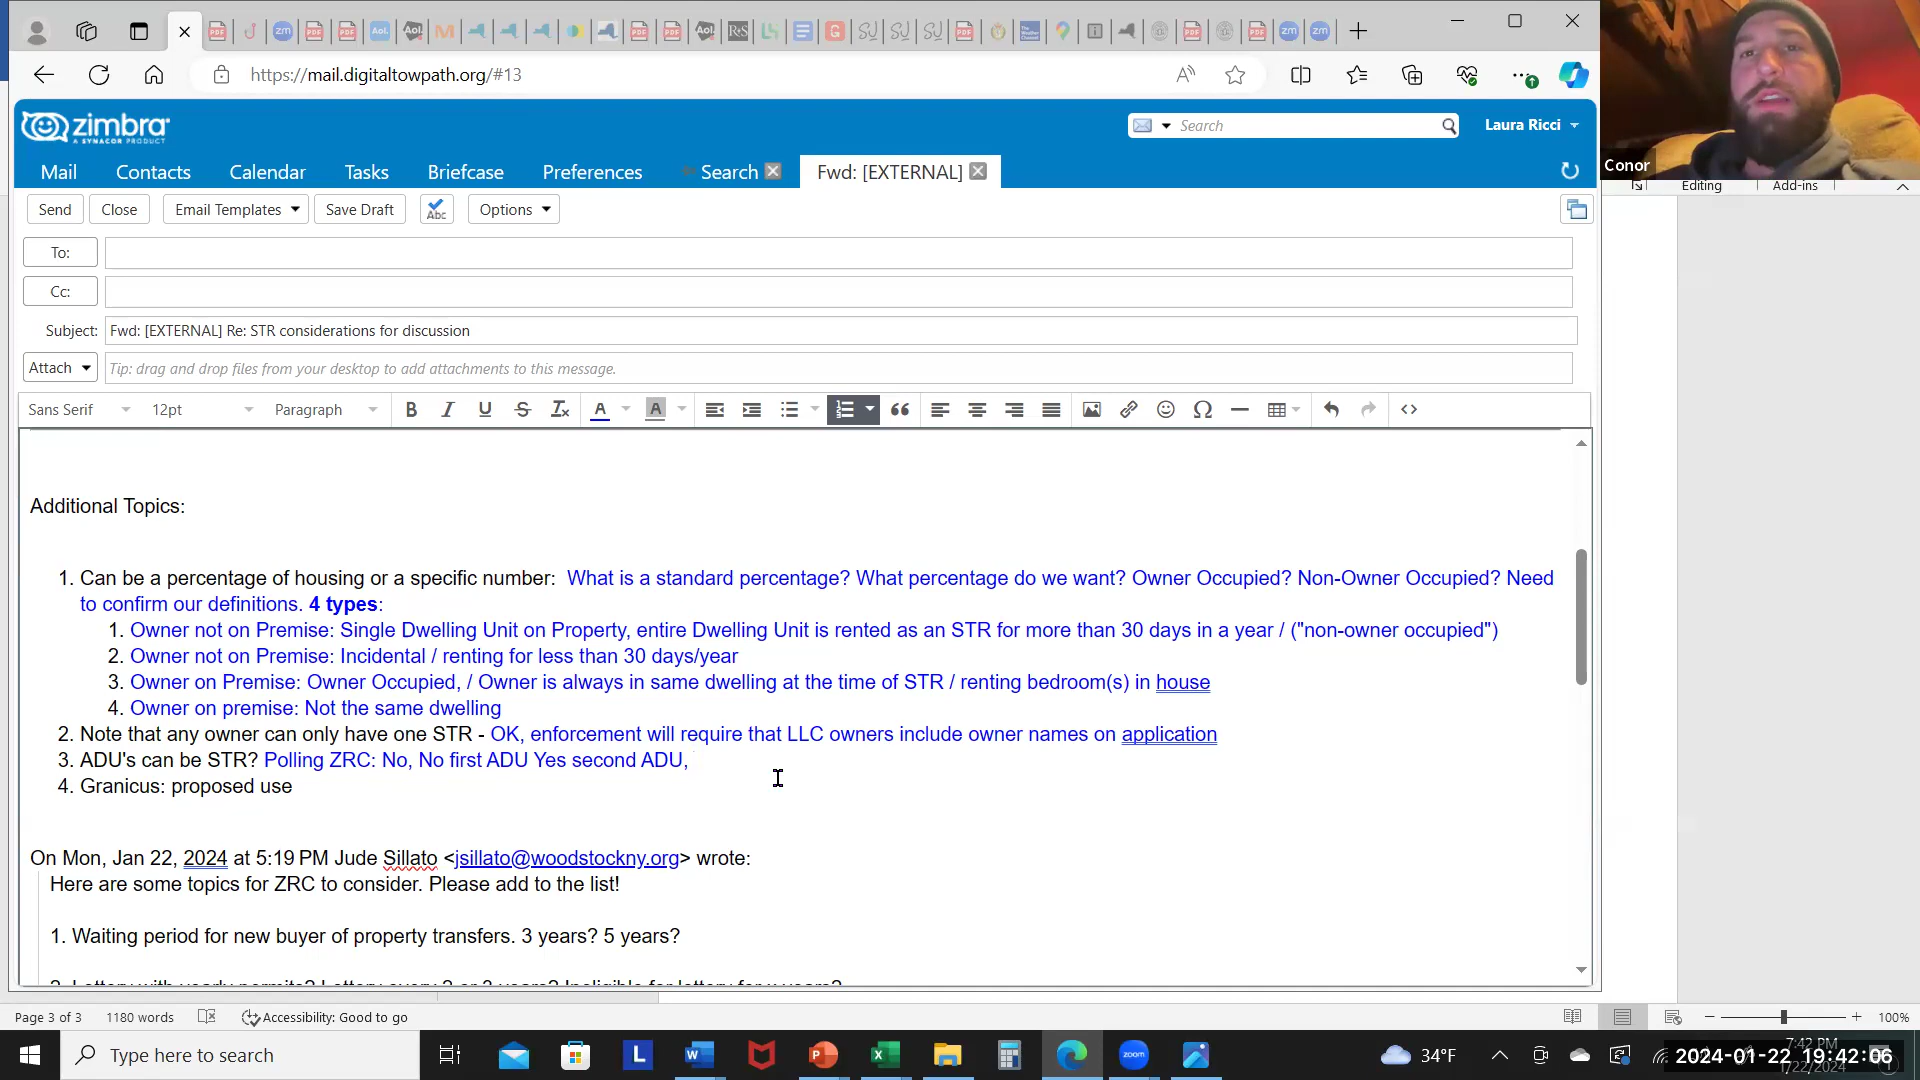 https://mail.digitaltowpath.org/#13
zimbra
A SYNACOR PRODUCT
Search
Laura Ricci
Conor
Mail
Contacts
Calendar
Tasks
Briefcase
Preferences
Search
Fwd: [EXTERNAL]
Editing
Add-ins
Send
Close
Email Templates
Save Draft
Abc
Options
To:
Cc:
Subject:
Fwd: [EXTERNAL] Re: STR considerations for discussion
Attach
Tip: drag and drop files from your desktop to add attachments to this message.
Sans Serif
12pt
Paragraph
Additional Topics:
1. Can be a percentage of housing or a specific number: What is a standard percentage? What percentage do we want? Owner Occupied? Non-Owner Occupied? Need
to confirm our definitions. 4 types:
1. Owner not on Premise: Single Dwelling Unit on Property, entire Dwelling Unit is rented as an STR for more than 30 days in a year / ("non-owner occupied")
2. Owner not on Premise: Incidental / renting for less than 30 days/year
3. Owner on Premise: Owner Occupied, / Owner is always in same dwelling at the time of STR / renting bedroom(s) in house
4. Owner on premise: Not the same dwelling
2. Note that any owner can only have one STR - OK, enforcement will require that LLC owners include owner names on application
3. ADU's can be STR? Polling ZRC: No, No first ADU Yes second ADU,
4. Granicus: proposed use
On Mon, Jan 22, 2024 at 5:19 PM Jude Sillato <jsillato@woodstockny.org> wrote:
Here are some topics for ZRC to consider. Please add to the list!
1. Waiting period for new buyer of property transfers. 3 years? 5 years?
Page 3 of 3
1180 words
Accessibility: Good to go
100%
Type here to search
34°F
7:42 PM
2024-01-22 19:42:06
1/22/2024